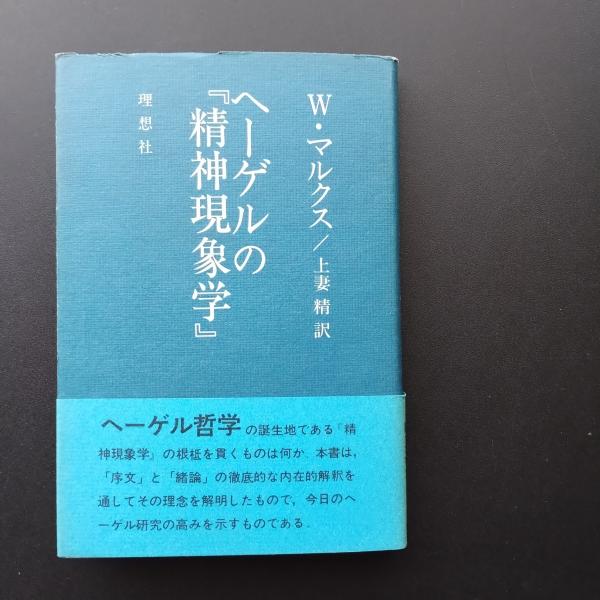 W・マルクス/上妻 精 訳
ヘーゲルの
『精神現象学』
理想社
ヘーゲル哲学の誕生地である「精
神現象学」の根柢を貫くものは何か. 本書は,
「序文」と「緒論」の徹底的な内在的解釈を
通してその理念を解明したもので, 今日のヘ
ーゲル研究の高みを示すものである.